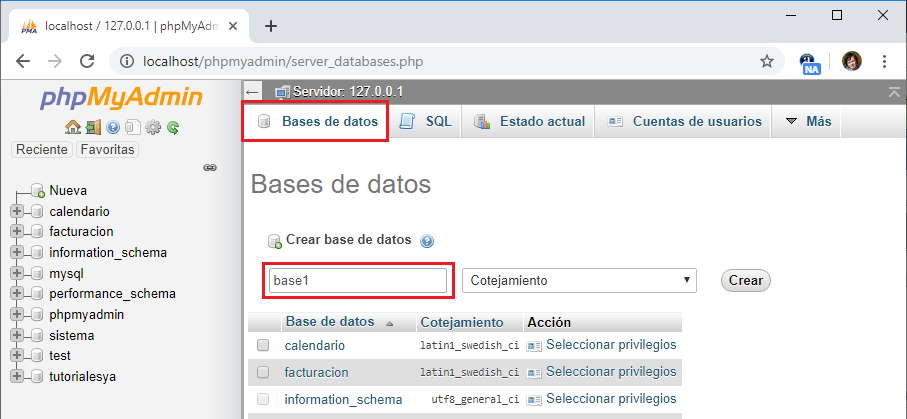 localhost / 127.0.0.1 | phpMyAdm
localhost/phpmyadmin/server_databases.php
NA
phpMyAdmin
Reciente Favoritas
Nueva
calendario
facturacion
information_schema
mysql
performance_schema
phpmyadmin
sistema
test
tutorialesya
Servidor: 127.0.0.1
Bases de datos SQL Estado actual Cuentas de usuarios Más
Bases de datos
Crear base de datos
base1 Cotejamiento Crear
Base de datos Cotejamiento Acción
calendario latin1_swedish_ci Seleccionar privilegios
facturacion latin1_swedish_ci Seleccionar privilegios
information_schema utf8_general_ci Seleccionar privilegios